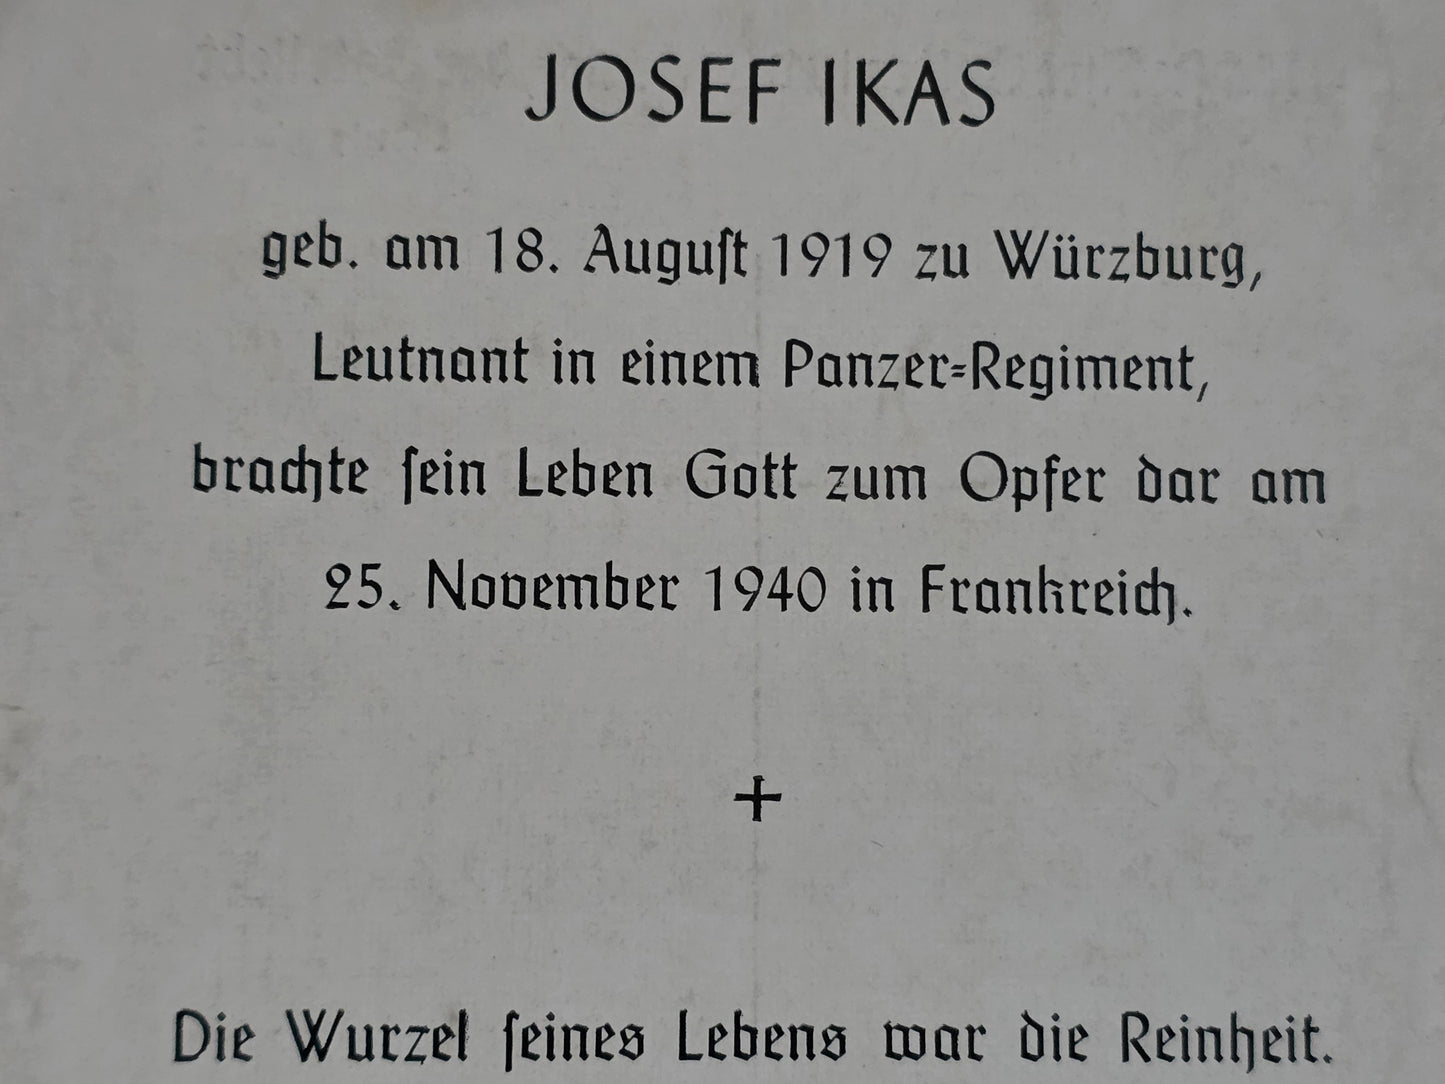 JOSEF IKAS
geb. am 18. Auguſt 1919 zu Würzburg,
Leutnant in einem Panzer=Regiment,
brachte ſein Leben Gott zum Opfer dar am
25. November 1940 in Frankreich.
+
Die Wurzel ſeines Lebens war die Reinheit.